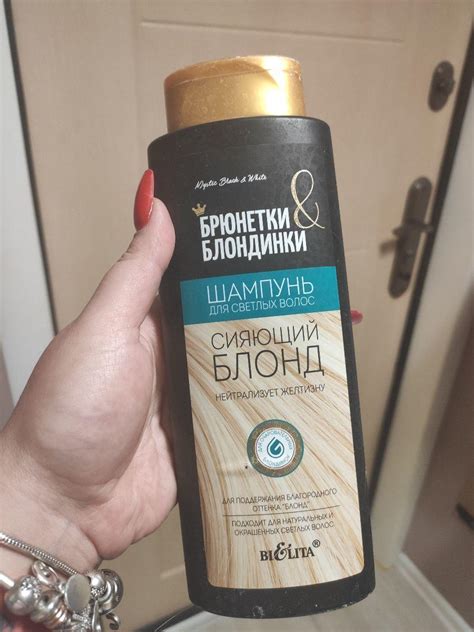 Mystic Black & White
&
БРЮНЕТКИ
БЛОНДИНКИ
ШАМПУНЬ
ДЛЯ СВЕТЛЫХ ВОЛОС
СИЯЮЩИЙ
БЛОНД
НЕЙТРАЛИЗУЕТ ЖЕЛТИЗНУ
ДЛЯ ПОДДЕРЖАНИЯ БЛАГОРОДНОГО
ОТТЕНКА "БЛОНД"
ПОДХОДИТ ДЛЯ НАТУРАЛЬНЫХ И
ОКРАШЕННЫХ СВЕТЛЫХ ВОЛОС
BIELITA®